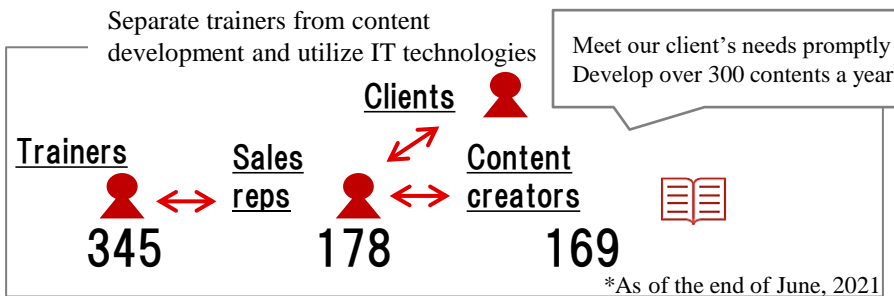 Separate trainers from content
development and utilize IT technologies
Meet our client's needs promptly
Develop over 300 contents a year
Clients
Trainers
Sales
reps
Content
creators
345
178
169
*As of the end of June, 2021